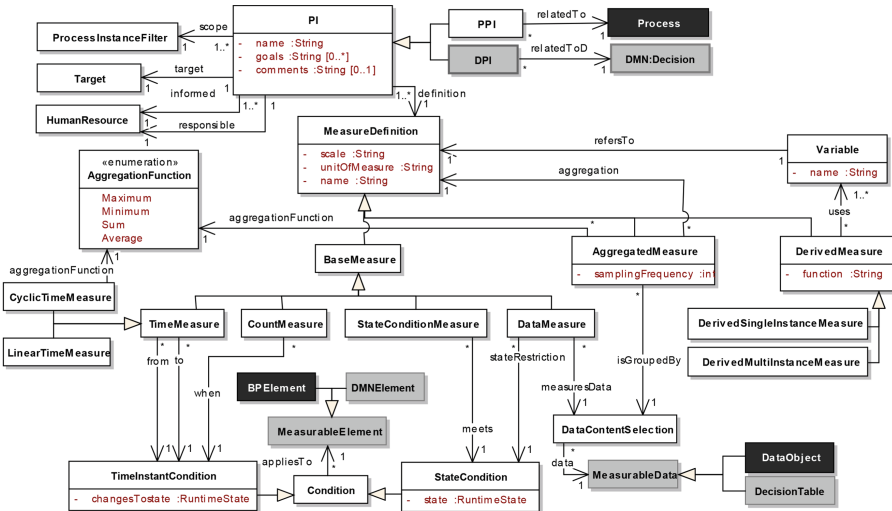 PI
- name :String
- goals :String [0..*]
- comments :String [0..1]
ProcessInstanceFilter
scope
1
1..*
Target
target
1
1
HumanResource
informed
1
1..*
responsible
1
1
PPI
relatedTo
*
1
Process
DPI
relatedToD
*
1
DMN:Decision
1..*
definition
1
MeasureDefinition
- scale :String
- unitOfMeasure :String
- name :String
refersTo
1
1
Variable
- name :String
aggregation
1
*
1..*
uses
*
«enumeration»
AggregationFunction
Maximum
Minimum
Sum
Average
aggregationFunction
1
*
BaseMeasure
AggregatedMeasure
- samplingFrequency :int
DerivedMeasure
- function :String
aggregationFunction
1
CyclicTimeMeasure
LinearTimeMeasure
TimeMeasure
CountMeasure
StateConditionMeasure
DataMeasure
DerivedSingleInstanceMeasure
DerivedMultiInstanceMeasure
*
from
*
to
*
when
*
stateRestriction
*
*
measuresData
*
isGroupedBy
BPElement
DMNElement
MeasurableElement
1
1
1
1
appliesTo
*
meets
1
1
1
1
DataContentSelection
*
data
1
MeasurableData
DataObject
DecisionTable
TimeInstantCondition
- changesTostate :RuntimeState
Condition
StateCondition
- state :RuntimeState